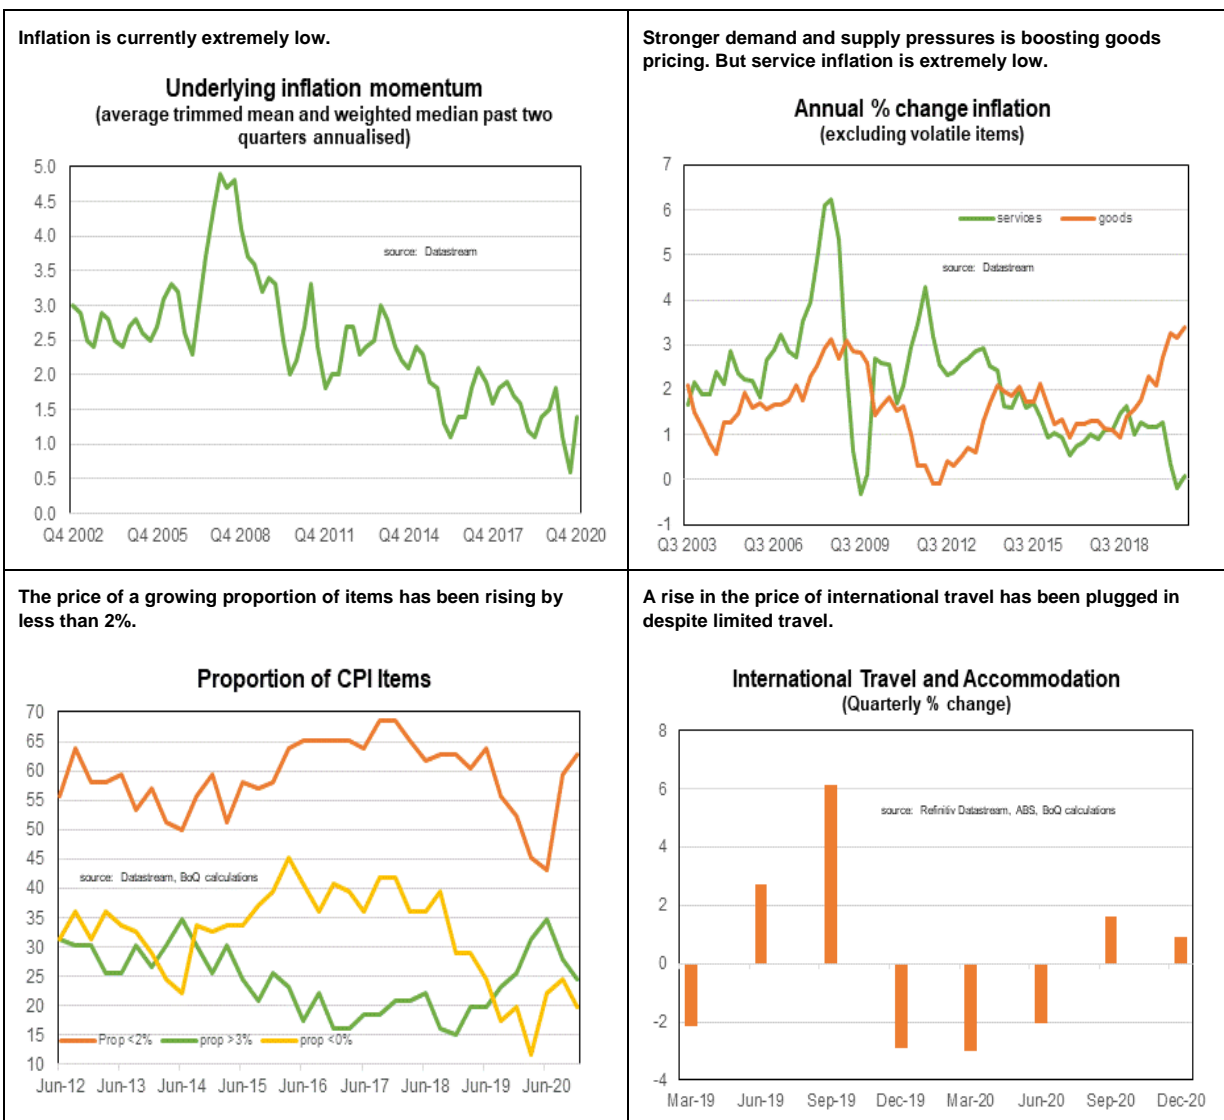 Inflation is currently extremely low.
Underlying inflation momentum
(average trimmed mean and weighted median past two
quarters annualised)
5.0
4.5
4.0
3.5
3.0
2.5
2.0
1.5
1.0
0.5
0.0
source: Datastream
Q4 2002 Q4 2005 Q4 2008 Q4 2011 Q4 2014 Q4 2017 Q4 2020
Stronger demand and supply pressures is boosting goods
pricing. But service inflation is extremely low.
Annual % change inflation
(excluding volatile items)
7
6
5
4
3
2
1
0
-1
services goods
source: Datastream
Q3 2003 Q3 2006 Q3 2009 Q3 2012 Q3 2015 Q3 2018
The price of a growing proportion of items has been rising by
less than 2%.
Proportion of CPI Items
70
65
60
55
50
45
40
35
30
25
20
15
10
source: Datastream, BoQ calculations
Prop <2% prop >3% prop <0%
Jun-12 Jun-13 Jun-14 Jun-15 Jun-16 Jun-17 Jun-18 Jun-19 Jun-20
A rise in the price of international travel has been plugged in
despite limited travel.
International Travel and Accommodation
(Quarterly % change)
8
6
4
2
0
-2
-4
source: Refinitiv Datastream, ABS, BoQ calculations
Mar-19 Jun-19 Sep-19 Dec-19 Mar-20 Jun-20 Sep-20 Dec-20